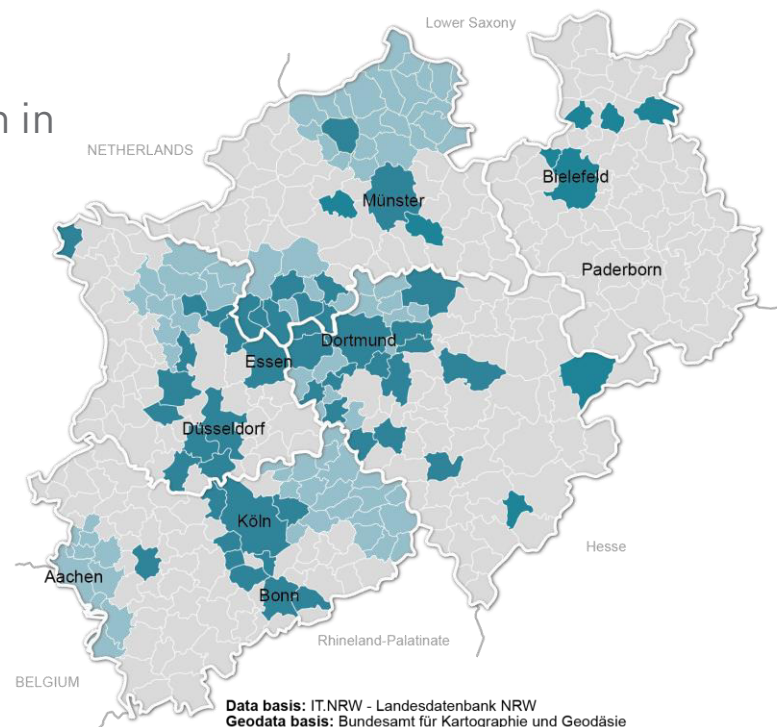 Lower Saxony
n in
NETHERLANDS
Bielefeld
Münster
Paderborn
Dortmund
Essen
Düsseldorf
Köln
Hesse
Aachen
Bonn
Rhineland-Palatinate
BELGIUM
Data basis: IT.NRW - Landesdatenbank NRW
Geodata basis: Bundesamt für Kartographie und Geodäsie